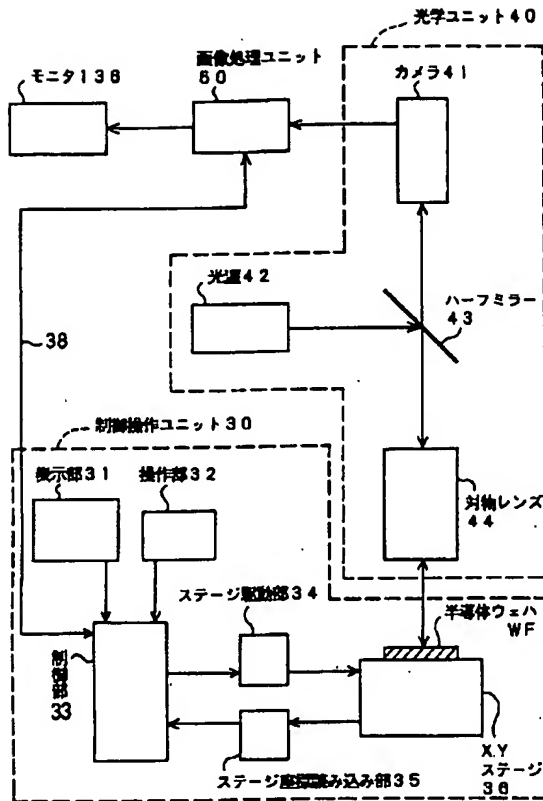 光学ユニット40
画像処理ユニット
60
モニタ136
カメラ41
光源42
ハーフミラー
43
38
制御操作ユニット30
表示部31
操作部32
対物レンズ
44
ステージ駆動部34
半導体ウェハ
WF
制御部
33
X.Y
ステージ
36
ステージ座標読み込み部35